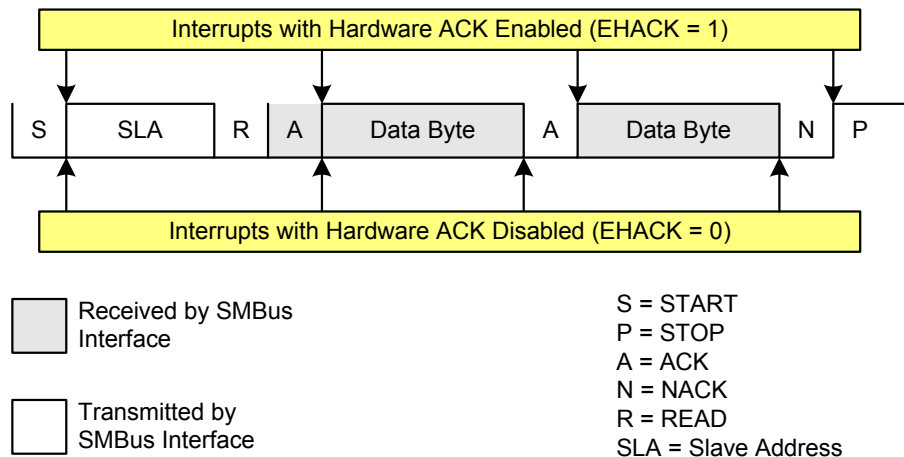 Interrupts with Hardware ACK Enabled (EHACK = 1)
S SLA R A Data Byte A Data Byte N P
Interrupts with Hardware ACK Disabled (EHACK = 0)
Received by SMBus
Interface
Transmitted by
SMBus Interface
S = START
P = STOP
A = ACK
N = NACK
R = READ
SLA = Slave Address